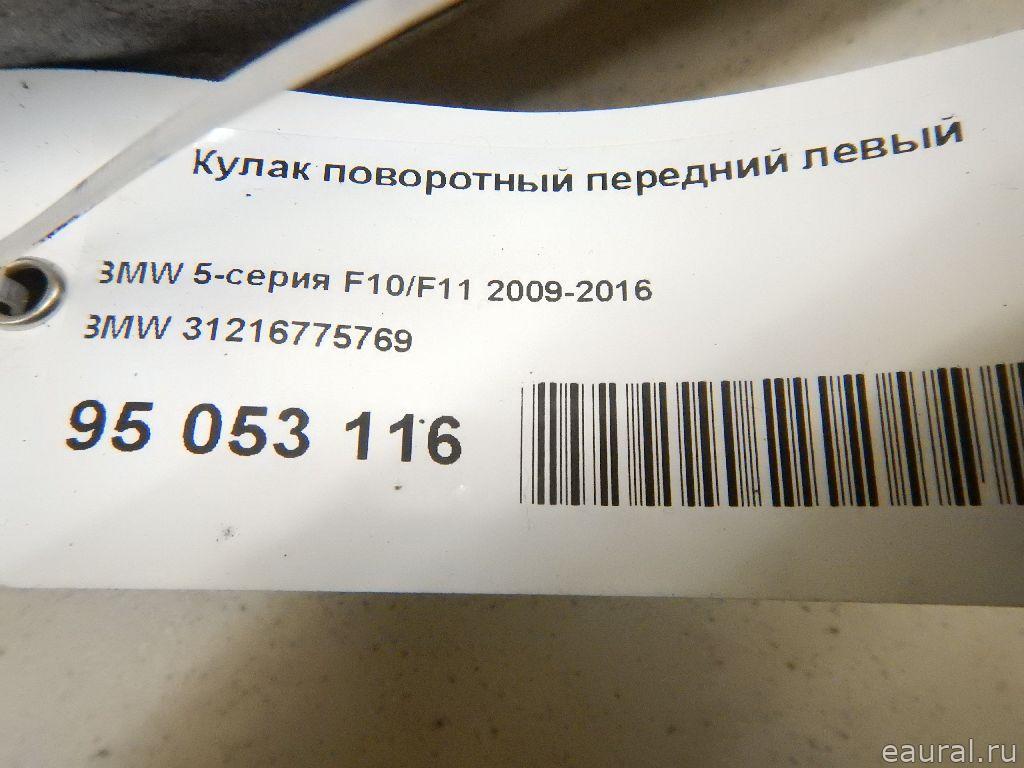 Кулак поворотный передний левый
BMW 5-серия F10/F11 2009-2016
BMW 31216775769
95 053 116
eaural.ru